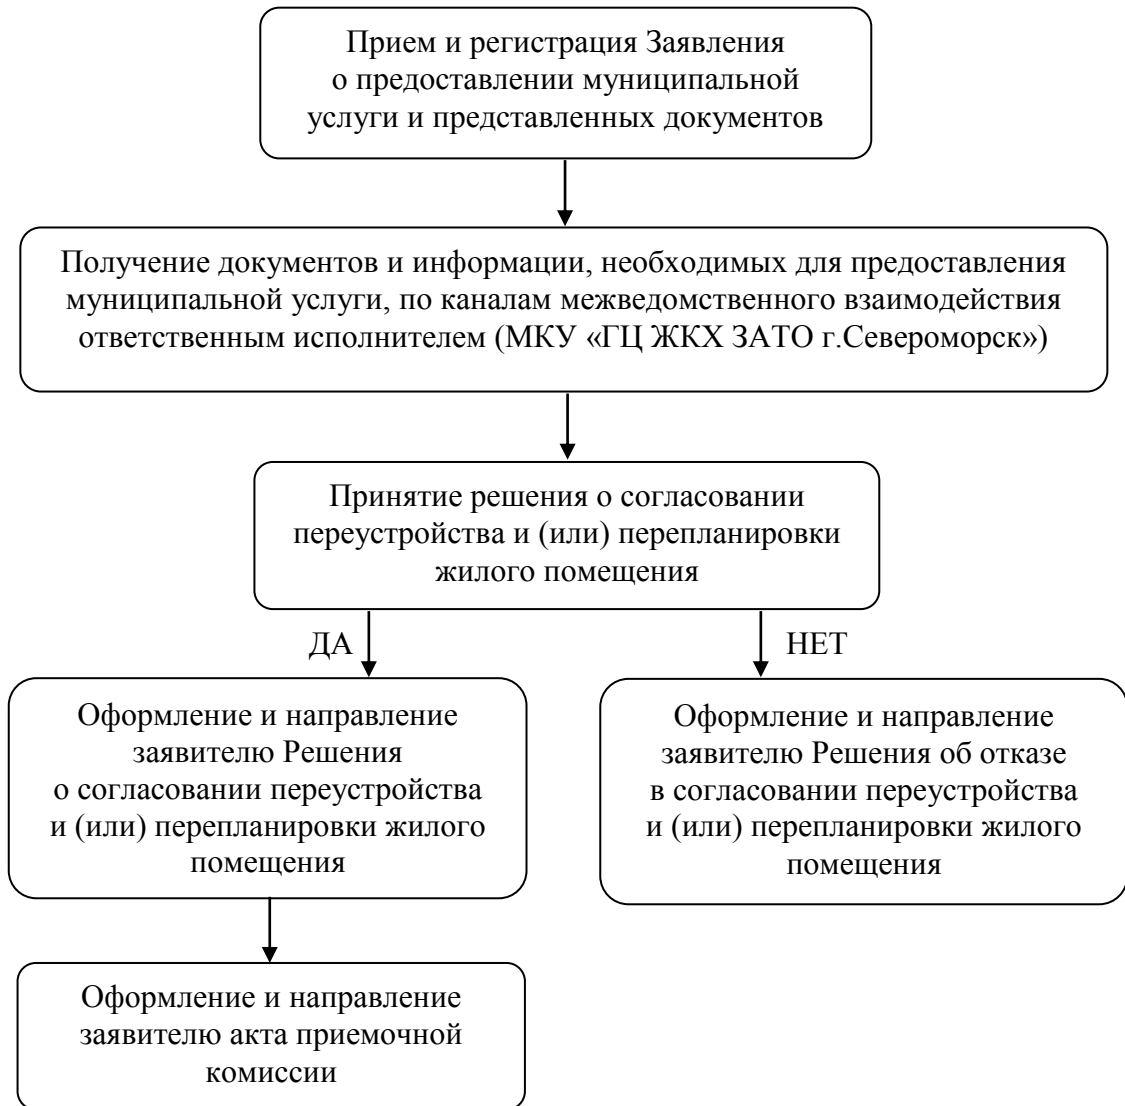 Прием и регистрация Заявления
о предоставлении муниципальной
услуги и представленных документов
Получение документов и информации, необходимых для предоставления
муниципальной услуги, по каналам межведомственного взаимодействия
ответственным исполнителем (МКУ «ГЦ ЖКХ ЗАТО г.Североморск»)
Принятие решения о согласовании
переустройства и (или) перепланировки
жилого помещения
ДА
НЕТ
Оформление и направление
заявителю Решения
о согласовании переустройства
и (или) перепланировки жилого
помещения
Оформление и направление
заявителю Решения об отказе
в согласовании переустройства
и (или) перепланировки жилого
помещения
Оформление и направление
заявителю акта приемочной
комиссии